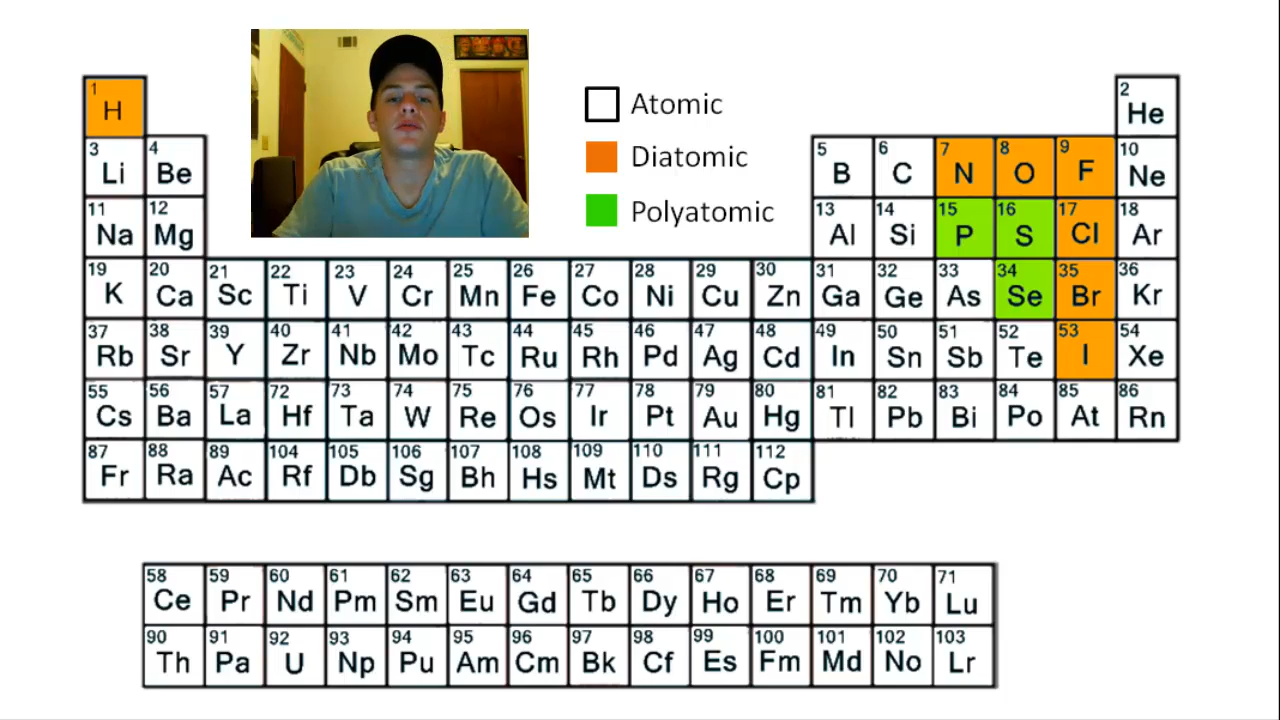 1 H 2 He
Atomic
Diatomic
Polyatomic
3 Li 4 Be 5 B 6 C 7 N 8 O 9 F 10 Ne
11 Na 12 Mg 13 Al 14 Si 15 P 16 S 17 Cl 18 Ar
19 K 20 Ca 21 Sc 22 Ti 23 V 24 Cr 25 Mn 26 Fe 27 Co 28 Ni 29 Cu 30 Zn 31 Ga 32 Ge 33 As 34 Se 35 Br 36 Kr
37 Rb 38 Sr 39 Y 40 Zr 41 Nb 42 Mo 43 Tc 44 Ru 45 Rh 46 Pd 47 Ag 48 Cd 49 In 50 Sn 51 Sb 52 Te 53 I 54 Xe
55 Cs 56 Ba 57 La 72 Hf 73 Ta 74 W 75 Re 76 Os 77 Ir 78 Pt 79 Au 80 Hg 81 Tl 82 Pb 83 Bi 84 Po 85 At 86 Rn
87 Fr 88 Ra 89 Ac 104 Rf 105 Db 106 Sg 107 Bh 108 Hs 109 Mt 110 Ds 111 Rg 112 Cp
58 Ce 59 Pr 60 Nd 61 Pm 62 Sm 63 Eu 64 Gd 65 Tb 66 Dy 67 Ho 68 Er 69 Tm 70 Yb 71 Lu
90 Th 91 Pa 92 U 93 Np 94 Pu 95 Am 96 Cm 97 Bk 98 Cf 99 Es 100 Fm 101 Md 102 No 103 Lr